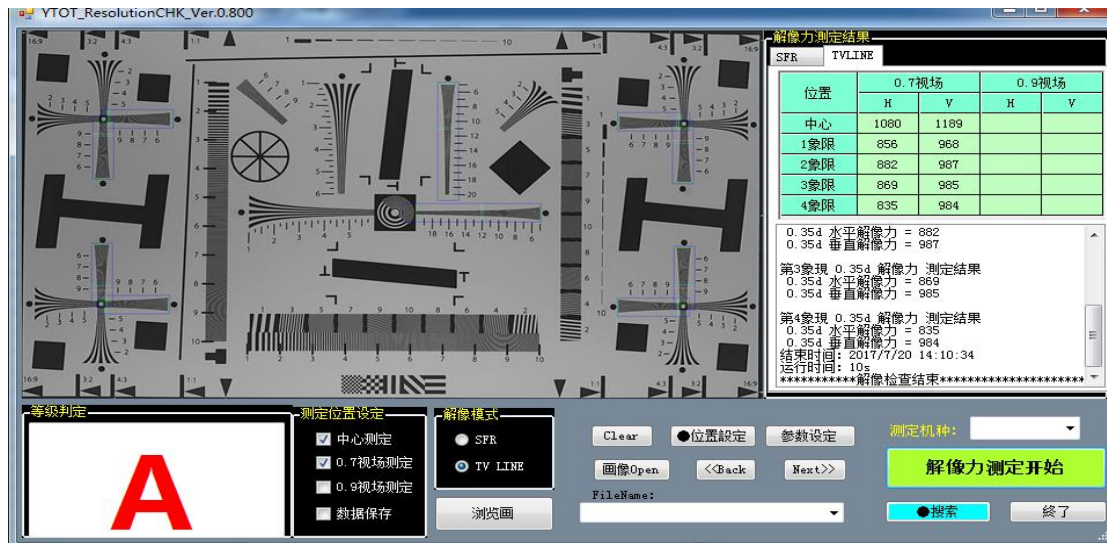 YTOT_ResolutionCHK_Ver.0.800
解像力测定结果
SFR TVLINE
位置 0.7视场 0.9视场
H V H V
中心 1080 1189
1象限 856 968
2象限 882 987
3象限 869 985
4象限 835 984
0.35d 水平解像力 = 882
0.35d 垂直解像力 = 987
第3象現 0.35d 解像力 测定结果
0.35d 水平解像力 = 869
0.35d 垂直解像力 = 985
第4象現 0.35d 解像力 测定结果
0.35d 水平解像力 = 835
0.35d 垂直解像力 = 984
结束时间: 2017/7/20 14:10:34
运行时间: 10s
**********解像检查结束*********************
等级判定
A
测定位置设定
中心测定
0.7视场测定
0.9视场测定
数据保存
解像模式
SFR
TV LINE
浏览画
Clear ●位置設定 参数设定
画像Open <<Back Next>>
FileName:
测定机种:
解像力测定开始
●搜索 终了